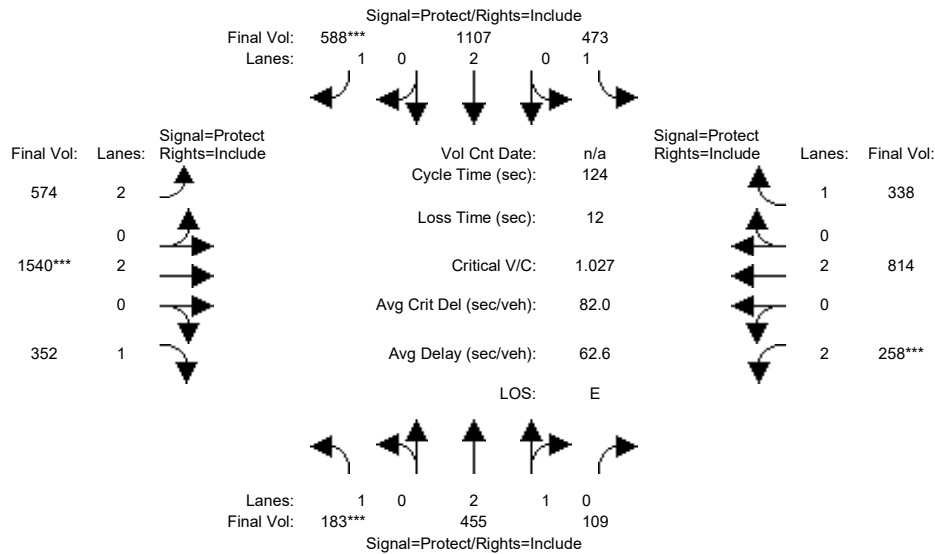 Signal=Protect/Rights=Include
Final Vol: 588*** 1107 473
Lanes: 1 0 2 0 1
Signal=Protect
Final Vol: Lanes: Rights=Include
Vol Cnt Date: n/a
Signal=Protect
Rights=Include Lanes: Final Vol:
Cycle Time (sec): 124
574 2
1 338
Loss Time (sec): 12
0
0
1540*** 2
Critical V/C: 1.027
2 814
0
Avg Crit Del (sec/veh): 82.0
0
352 1
Avg Delay (sec/veh): 62.6
2 258***
LOS: E
Lanes: 1 0 2 1 0
Final Vol: 183*** 455 109
Signal=Protect/Rights=Include